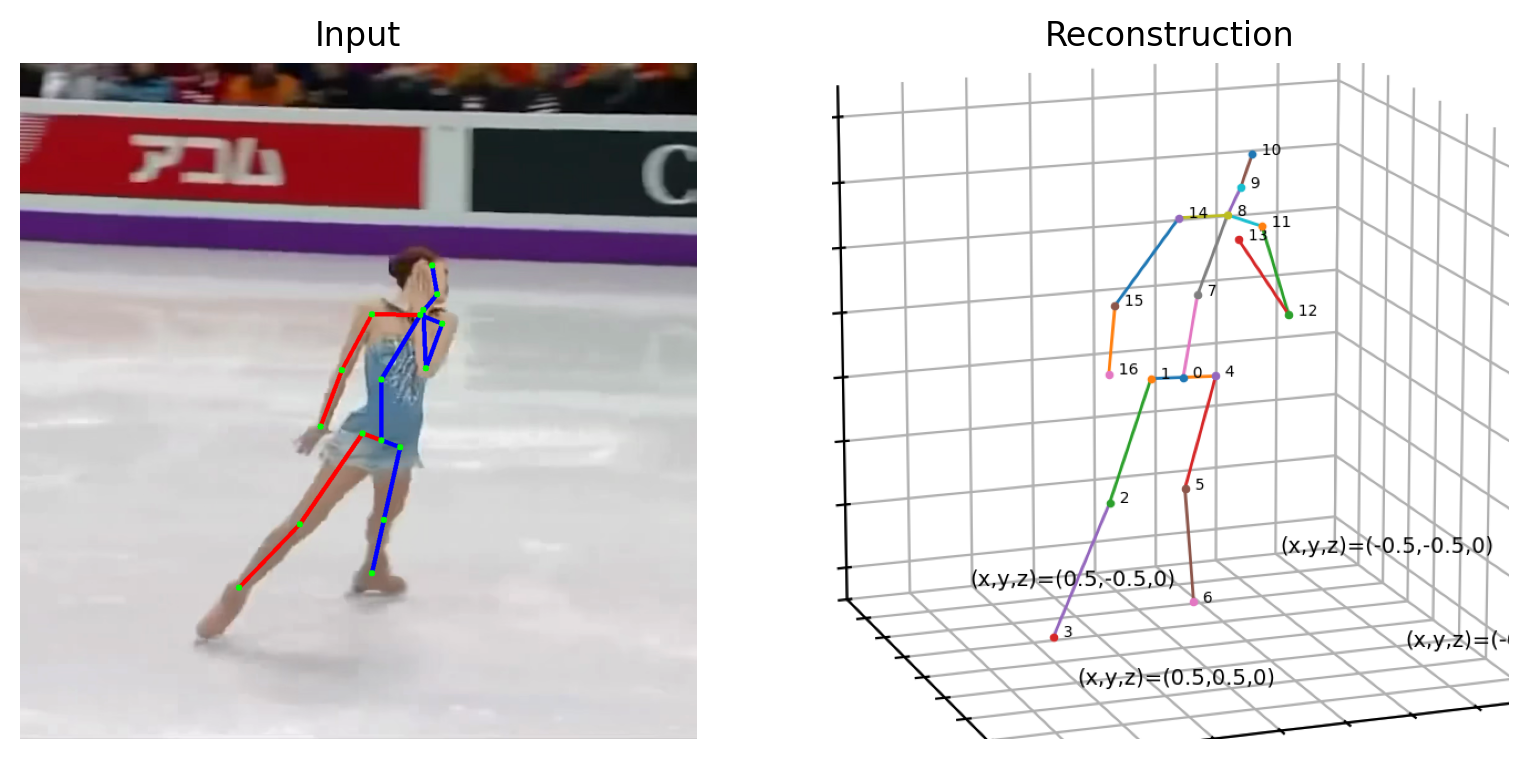 Input
Reconstruction
アコム
C
10
9
14
8
11
13
7
15
12
16
1
0
4
2
5
(x,y,z)=(-0.5,-0.5,0)
(x,y,z)=(0.5,-0.5,0)
6
3
(x,y,z)=(-
(x,y,z)=(0.5,0.5,0)